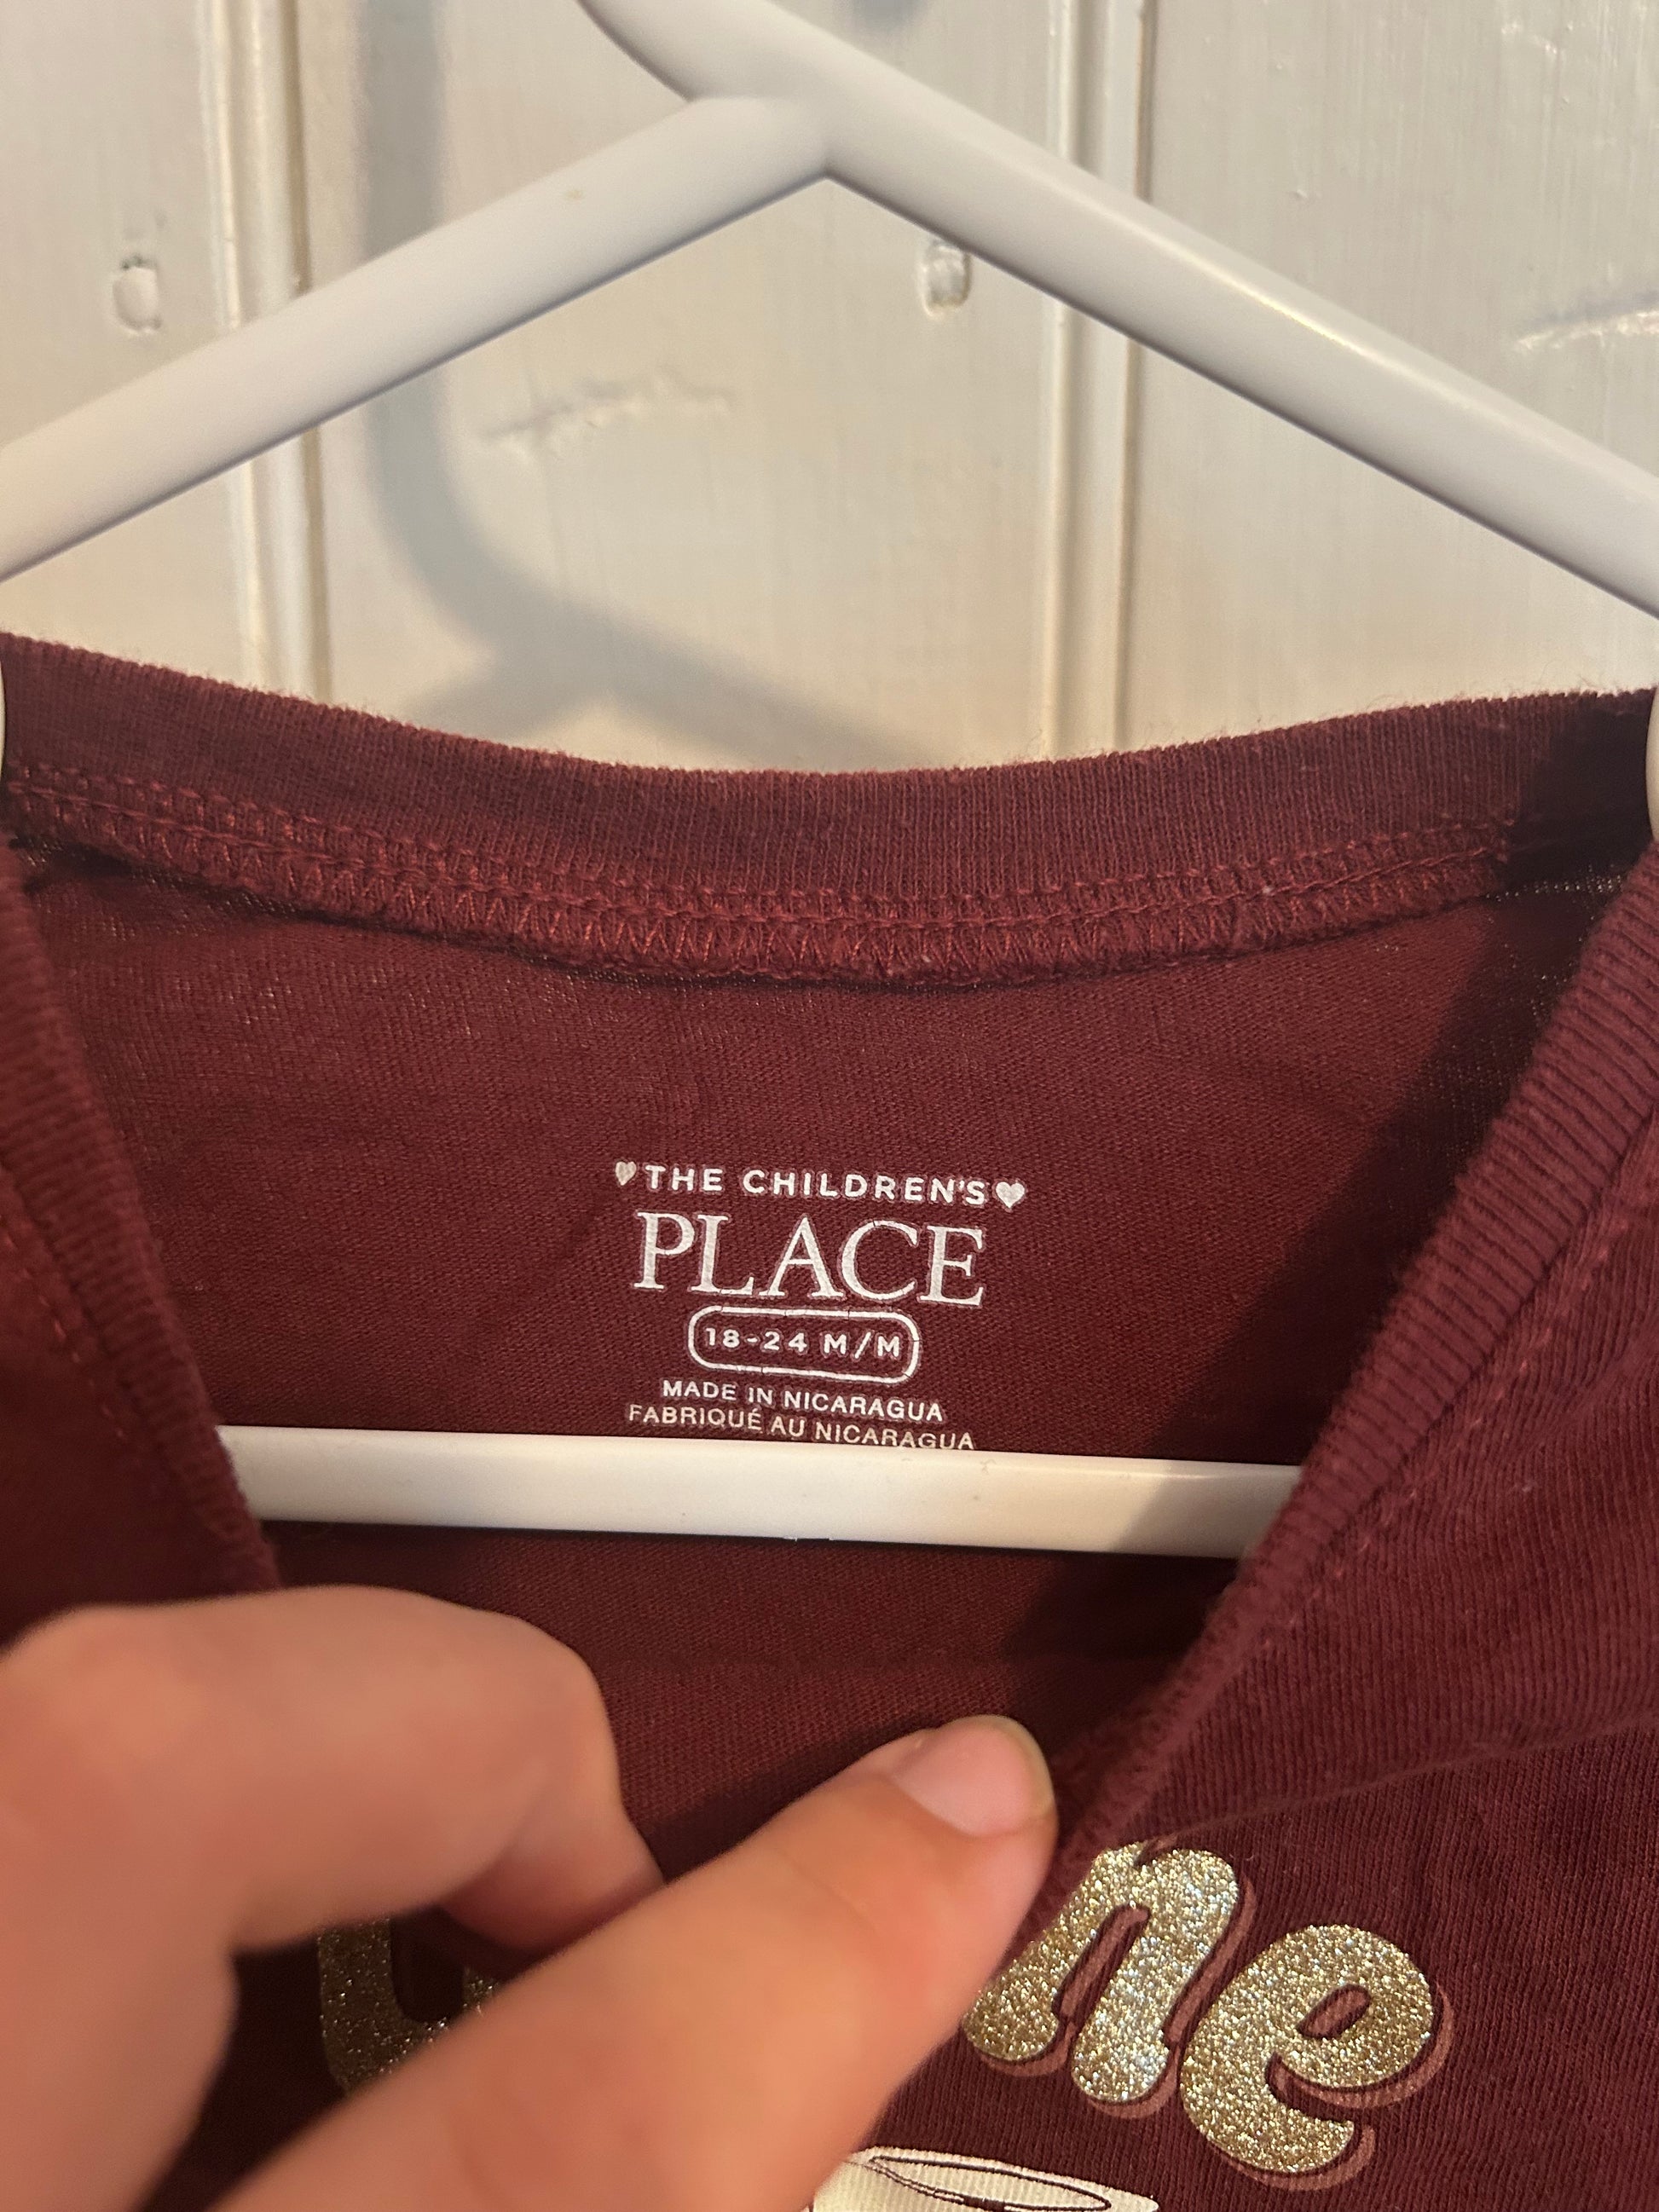 THE CHILDREN'S
PLACE
18-24 M/M
MADE IN NICARAGUA
FABRIQUÉ AU NICARAGUA